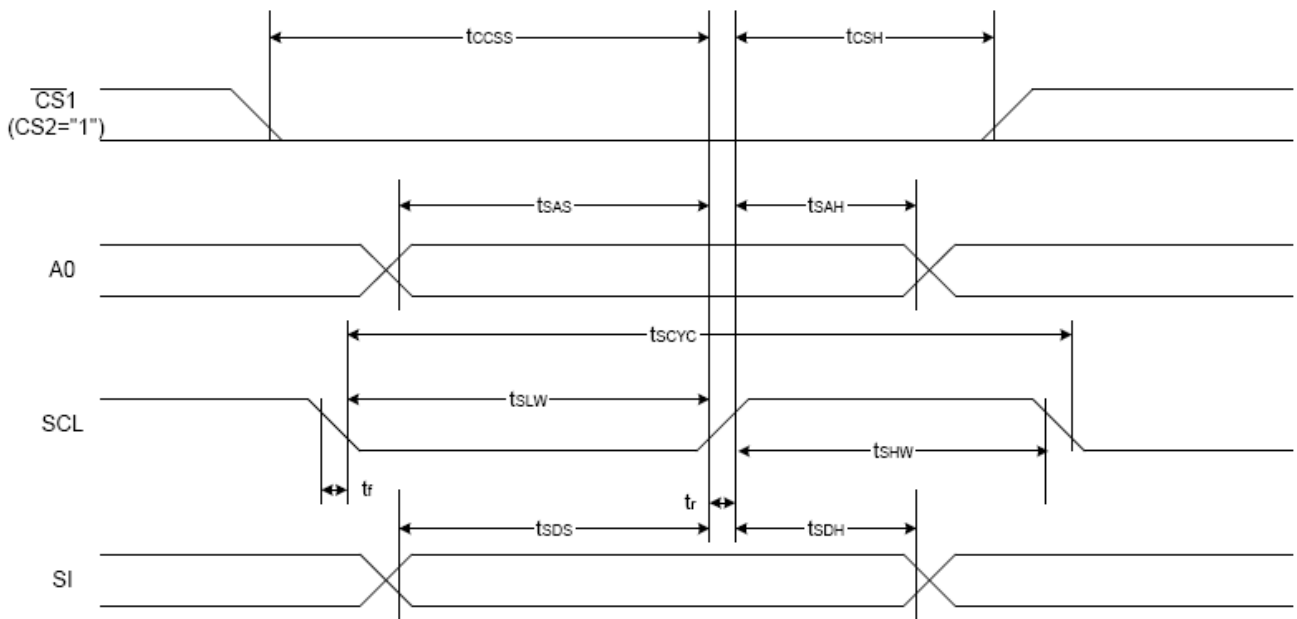 tCCSS
tCSH
CS1
(CS2="1")
tSAS
tSAH
A0
tSCYC
tSLW
SCL
tSHW
tf
tr
tSDS
tSDH
SI